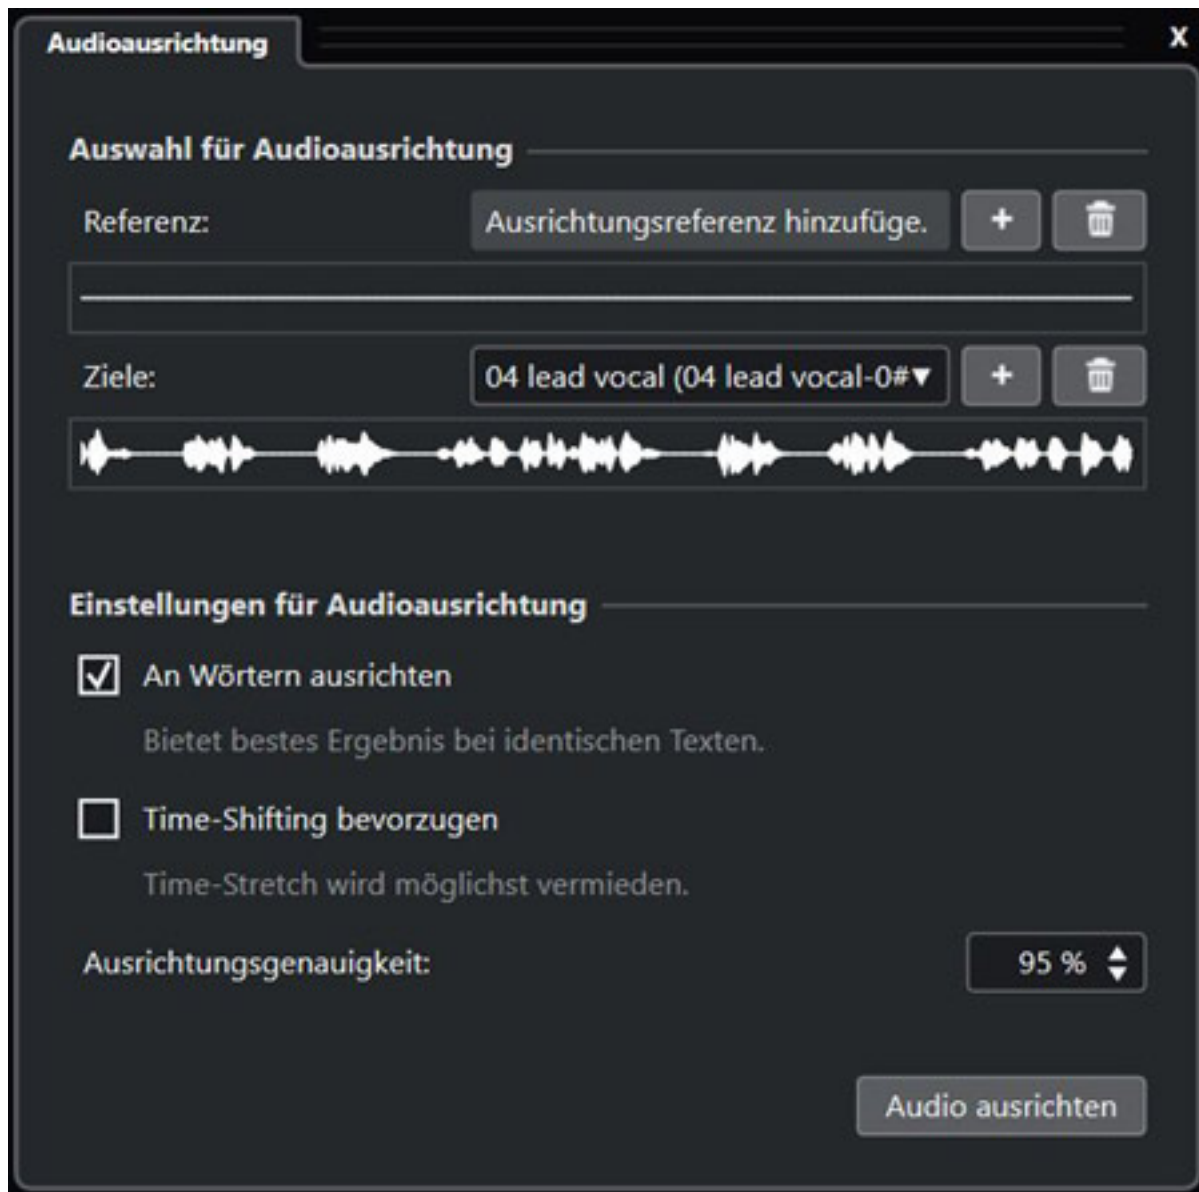 Audioausrichtung
X
Auswahl für Audioausrichtung
Referenz: Ausrichtungsreferenz hinzufüge. +
Ziele: 04 lead vocal (04 lead vocal-0#▼ +
Einstellungen für Audioausrichtung
An Wörtern ausrichten
Bietet bestes Ergebnis bei identischen Texten.
Time-Shifting bevorzugen
Time-Stretch wird möglichst vermieden.
Ausrichtungsgenauigkeit: 95 %
Audio ausrichten